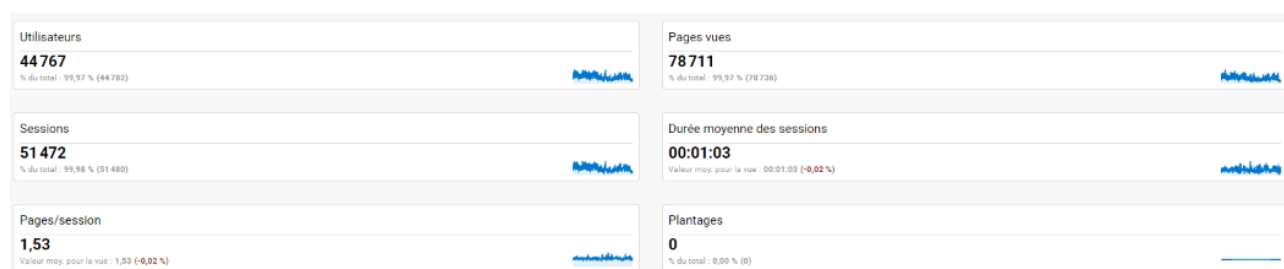 Utilisateurs
44 767
% du total : 99,97 % (44 782)
Pages vues
78 711
% du total : 99,97 % (78 736)
Sessions
51 472
% du total : 99,98 % (51 480)
Durée moyenne des sessions
00:01:03
Valeur moy. pour la vue : 00:01:03 (-0,02 %)
Pages/session
1,53
Valeur moy. pour la vue : 1,53 (-0,02 %)
Plantages
0
% du total : 0,00 % (0)